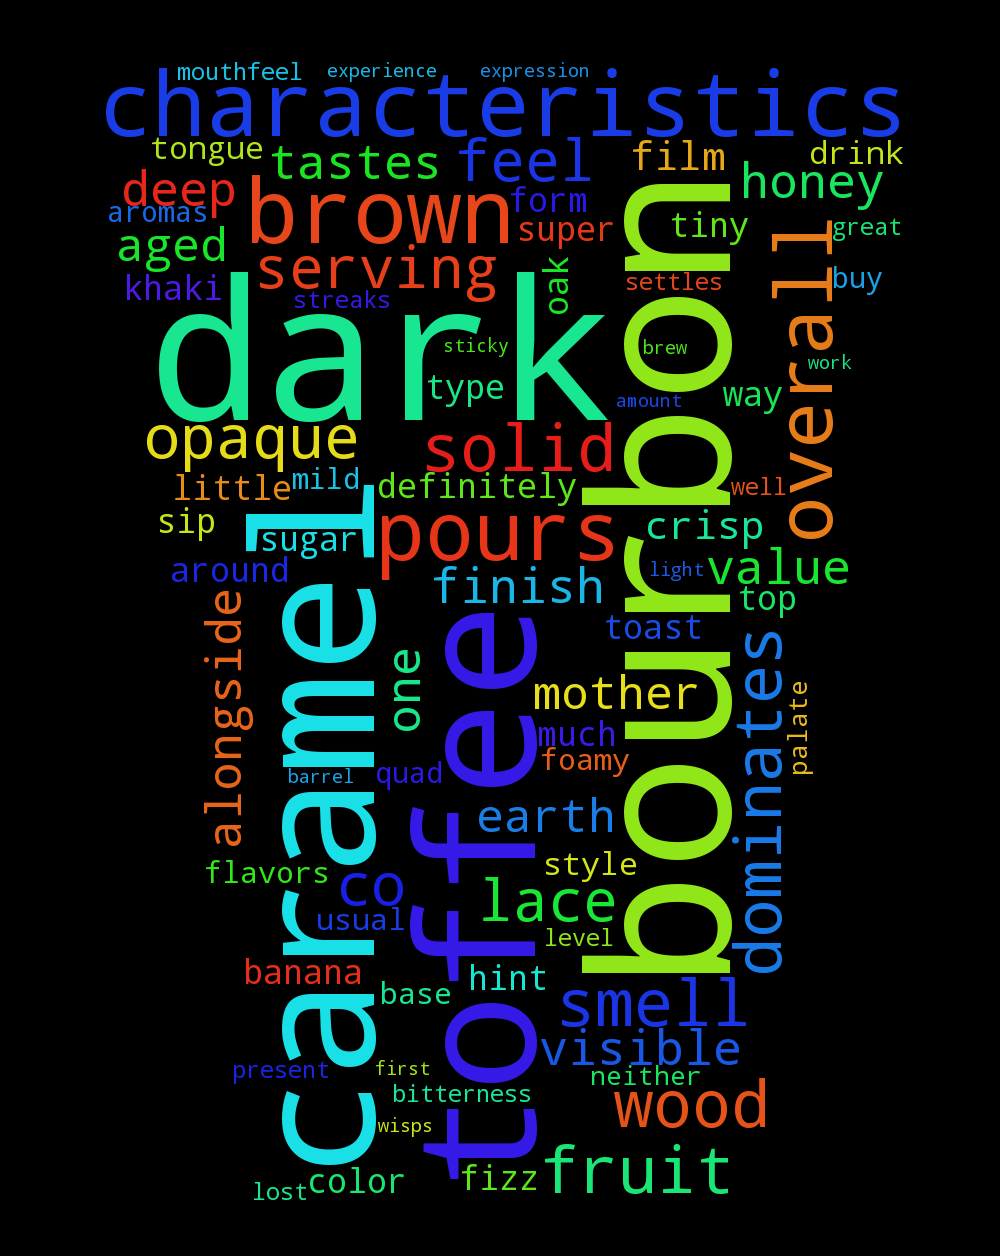 mouthfeel
experience
expression
characteristics
tongue
tastes
feel
film
drink
deep
brown
form
honey
aromas
super
tiny
great
aged
serving
oak
bourbon
overall
khaki
streaks
settles
buy
dark
sticky
brew
work
type
amount
way
opaque
solid
little
mild
definitely
well
sip
sugar
pours
crisp
around
finish
light
value
top
caramel
toffee
alongside
one
toast
mother
dominates
palate
much
foamy
barrel
quad
earth
style
flavors
co
lace
usual
level
banana
base
hint
smell
visible
present
first
neither
bitterness
wood
wisps
fruit
color
fizz
lost